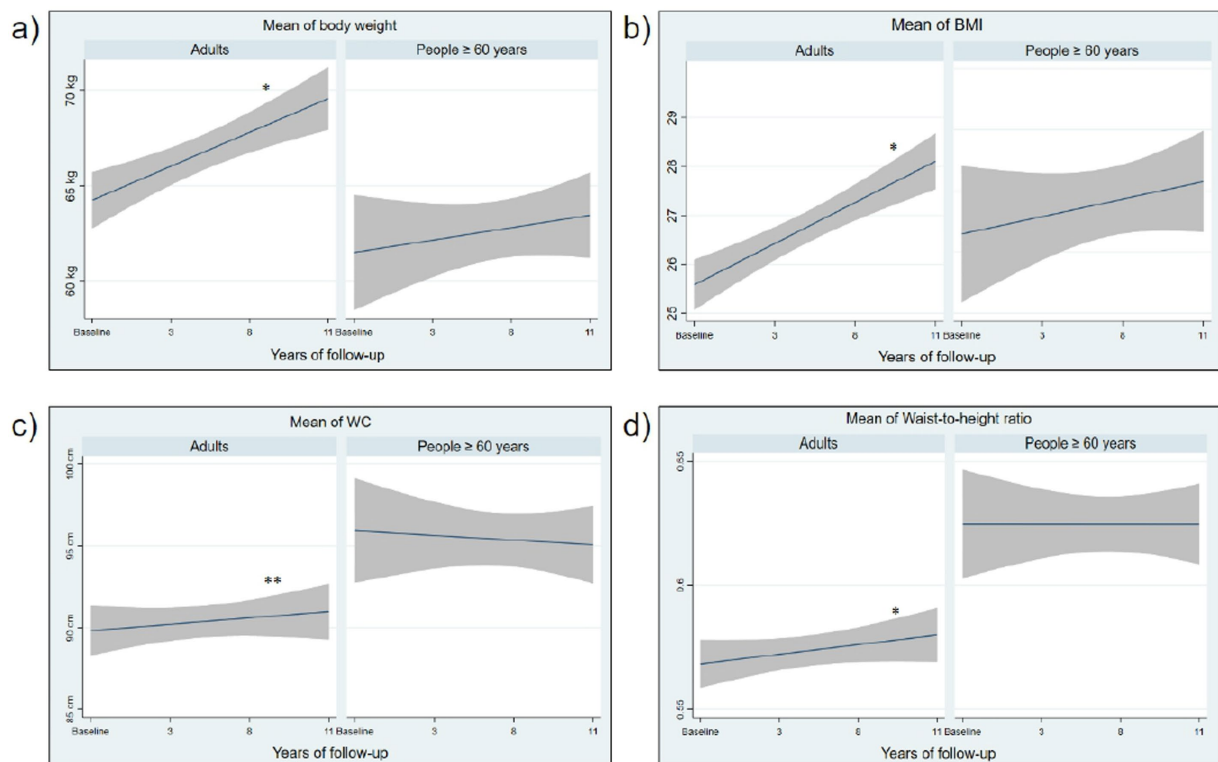 a)
Mean of body weight
Adults
People ≥ 60 years
70 kg
65 kg
60 kg
*
Baseline 3 8 11 Baseline 3 8 11
Years of follow-up
b)
Mean of BMI
Adults
People ≥ 60 years
29
28
27
26
25
*
Baseline 3 8 11 Baseline 3 8 11
Years of follow-up
c)
Mean of WC
Adults
People ≥ 60 years
100 cm
95 cm
90 cm
85 cm
**
Baseline 3 8 11 Baseline 3 8 11
Years of follow-up
d)
Mean of Waist-to-height ratio
Adults
People ≥ 60 years
0.65
0.6
0.55
*
Baseline 3 8 11 Baseline 3 8 11
Years of follow-up